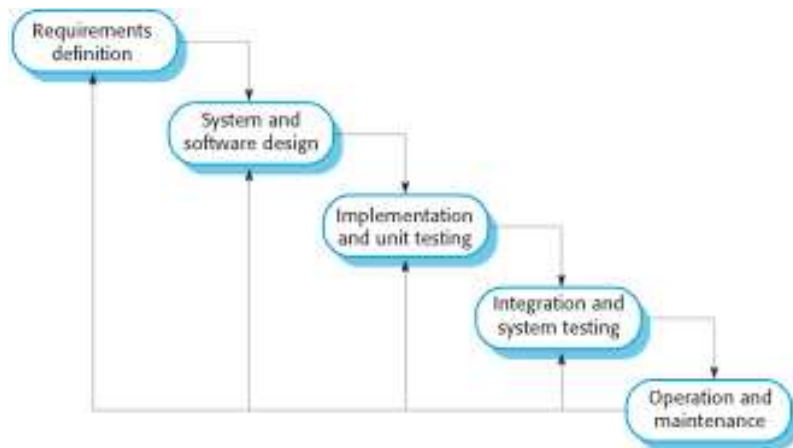 Requirements
definition
System and
software design
Implementation
and unit testing
Integration and
system testing
Operation and
maintenance